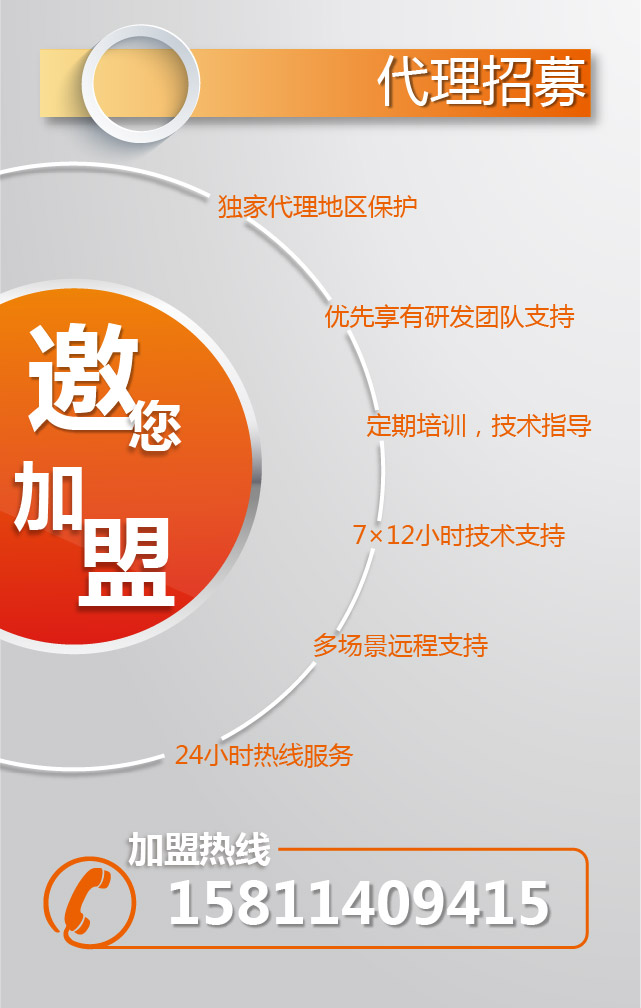 代理招募
独家代理地区保护
优先享有研发团队支持
定期培训，技术指导
7×12小时技术支持
多场景远程支持
24小时热线服务
邀您
加盟
加盟热线
15811409415